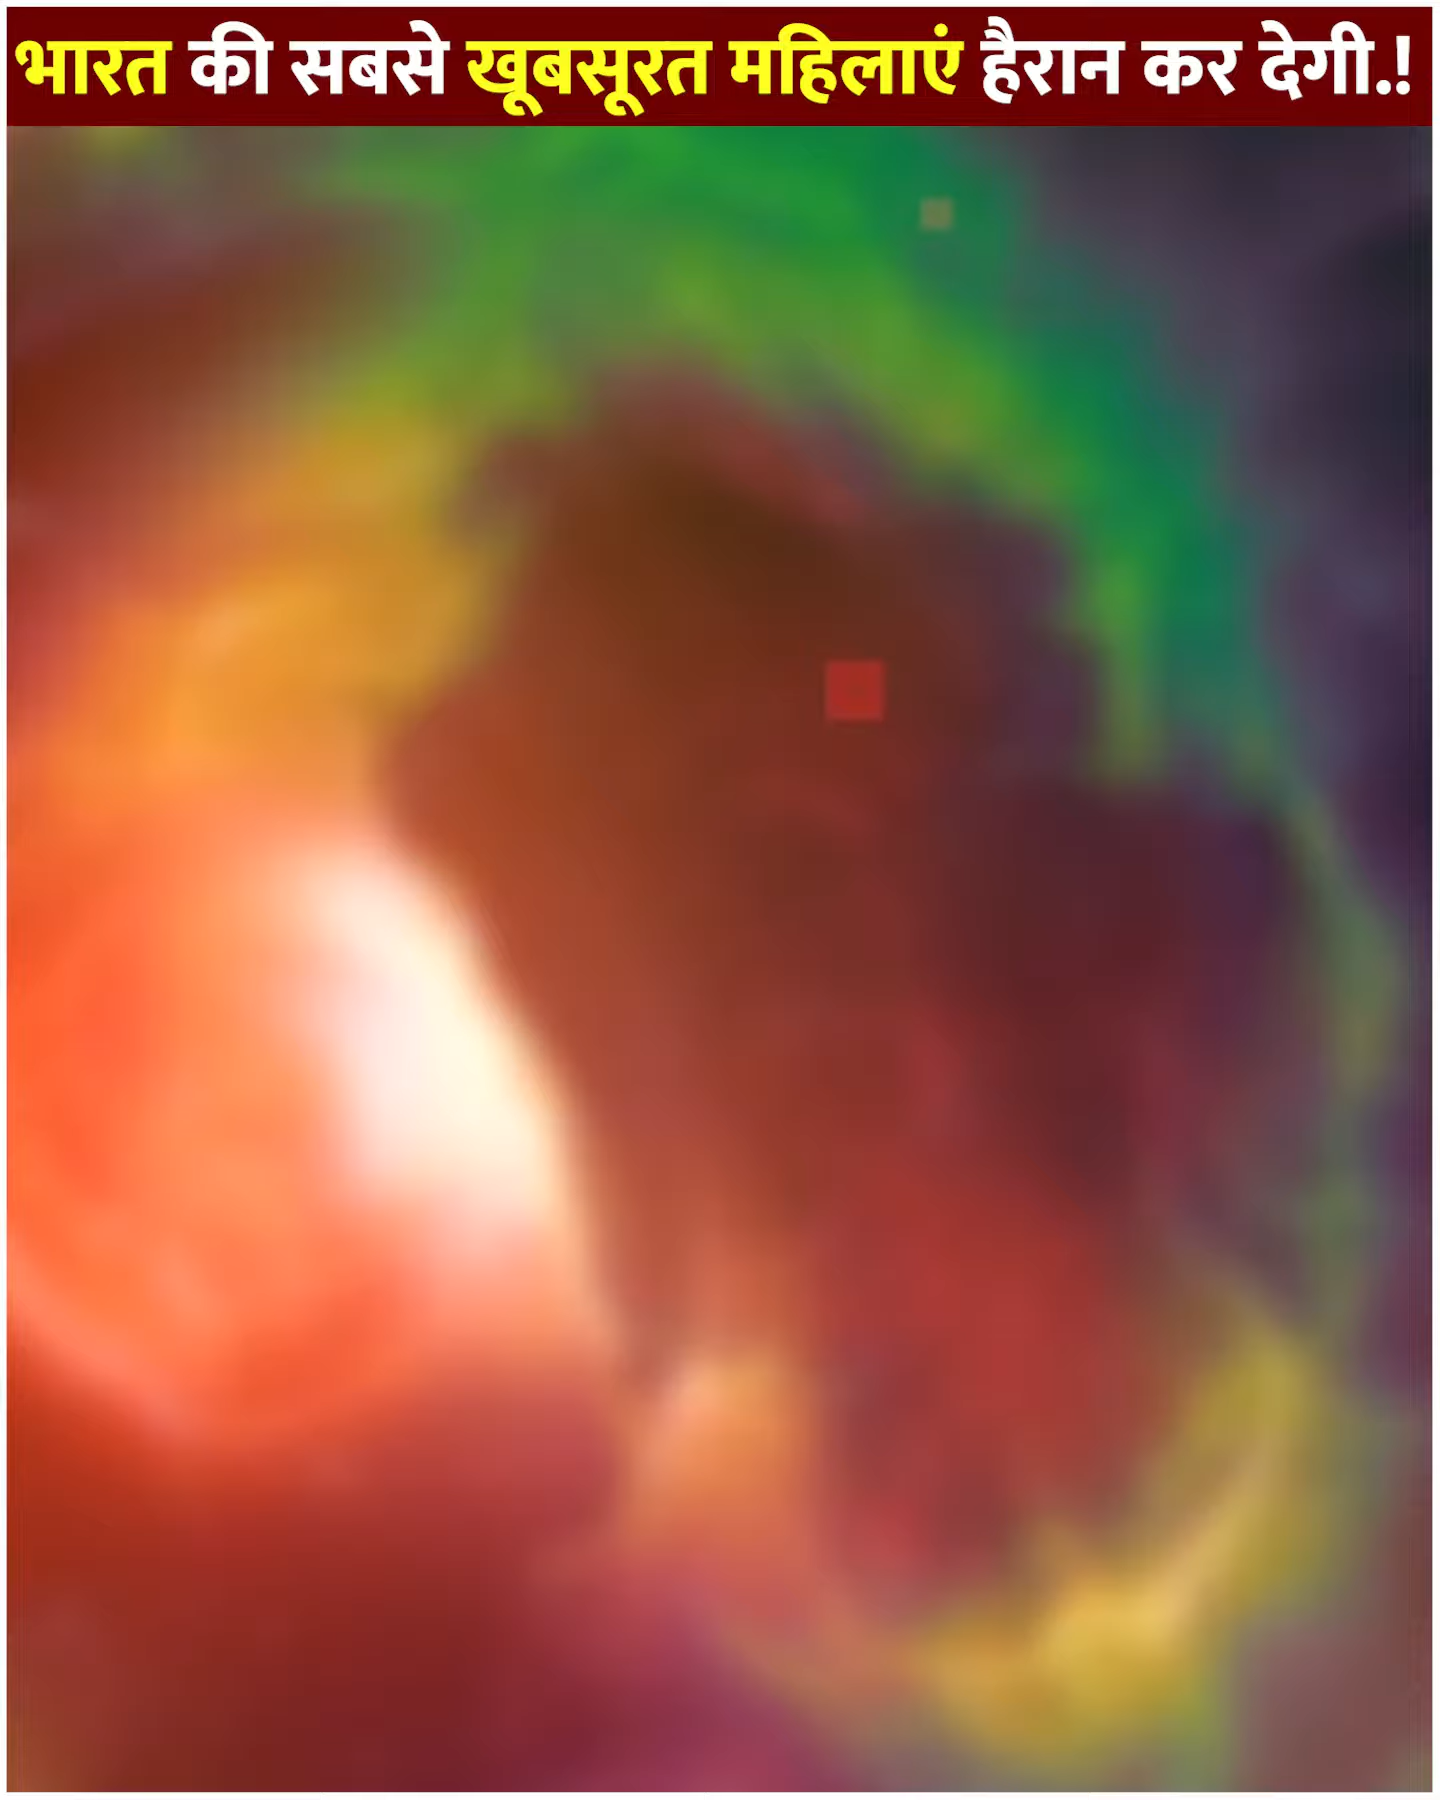 भारत की सबसे खूबसूरत महिलाएं हैरान कर देगी.!